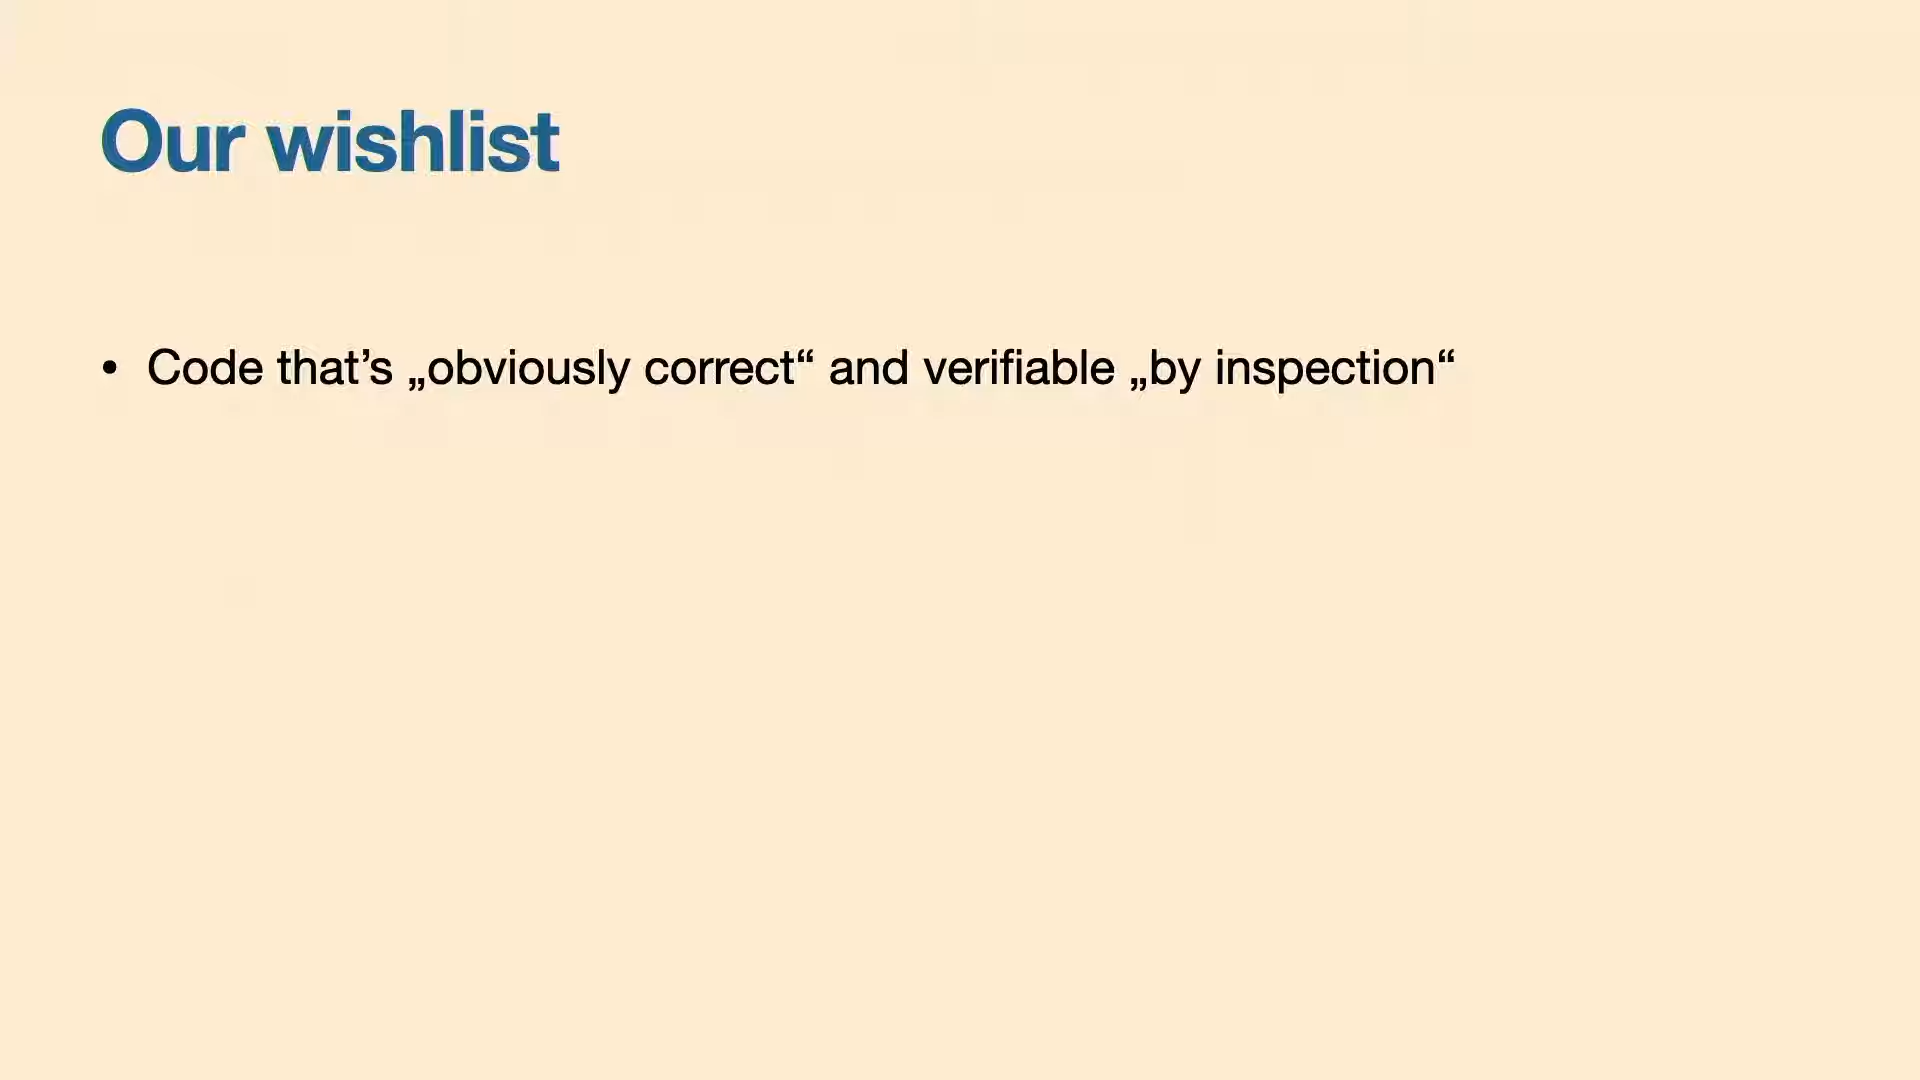 Our wishlist
• Code that’s „obviously correct“ and verifiable „by inspection“